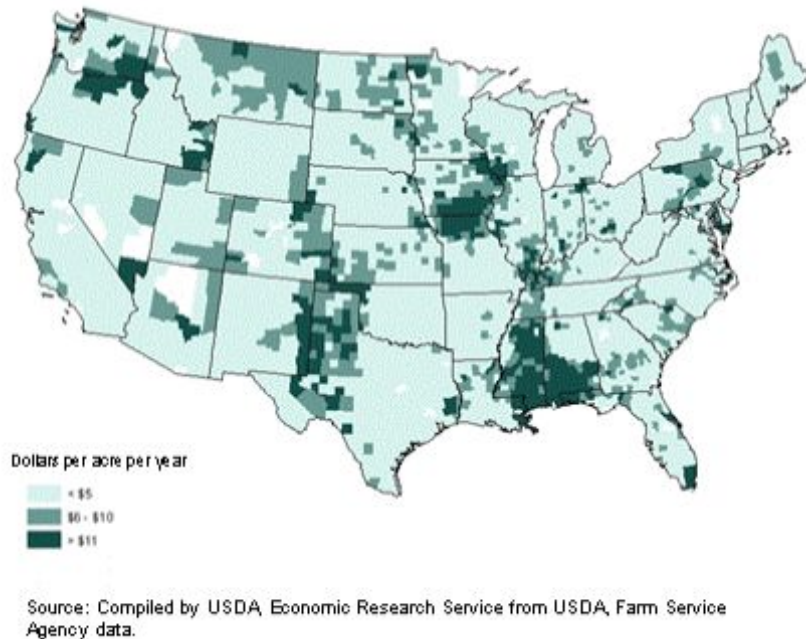 Dollars per acre per year
< $5
$6 - $10
> $11
Source: Compiled by USDA, Economic Research Service from USDA, Farm Service
Agency data.